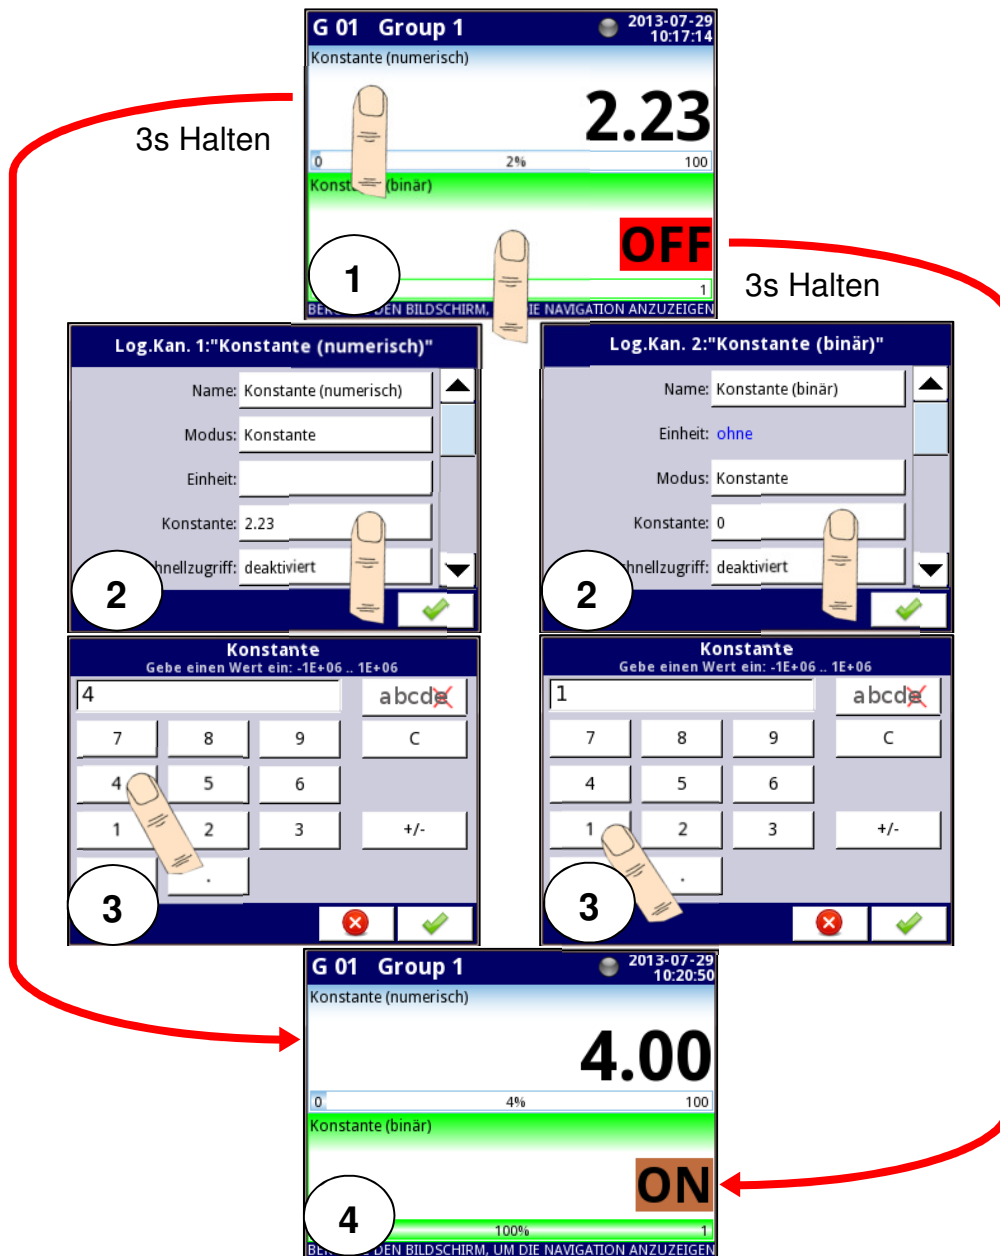 G 01 Group 1
2013-07-29
10:17:14
Konstante (numerisch)
2.23
0 2% 100
(binär)
OFF
1
1
DEN BILDSCHIRM, DIE NAVIGATION ANZUZEIGEN
3s Halten
3s Halten
Log.Kan. 1:"Konstante (numerisch)"
Name: Konstante (numerisch)
Modus: Konstante
Einheit:
Konstante: 2.23
hnellzugriff: deaktiviert
2
Log.Kan. 2:"Konstante (binär)"
Name: Konstante (binär)
Einheit: ohne
Modus: Konstante
Konstante: 0
hnellzugriff: deaktiviert
2
Konstante
Gebe einen Wert ein: -1E+06 .. 1E+06
4
abcde
7 8 9 C
4 5 6
1 2 3 +/-
.
3
Konstante
Gebe einen Wert ein: -1E+06 .. 1E+06
1
abcde
7 8 9 C
4 5 6
1 2 3 +/-
.
3
G 01 Group 1
2013-07-29
10:20:50
Konstante (numerisch)
4.00
0 4% 100
Konstante (binär)
ON
4
100% 1
DEN BILDSCHIRM, UM DIE NAVIGATION ANZUZEIGEN